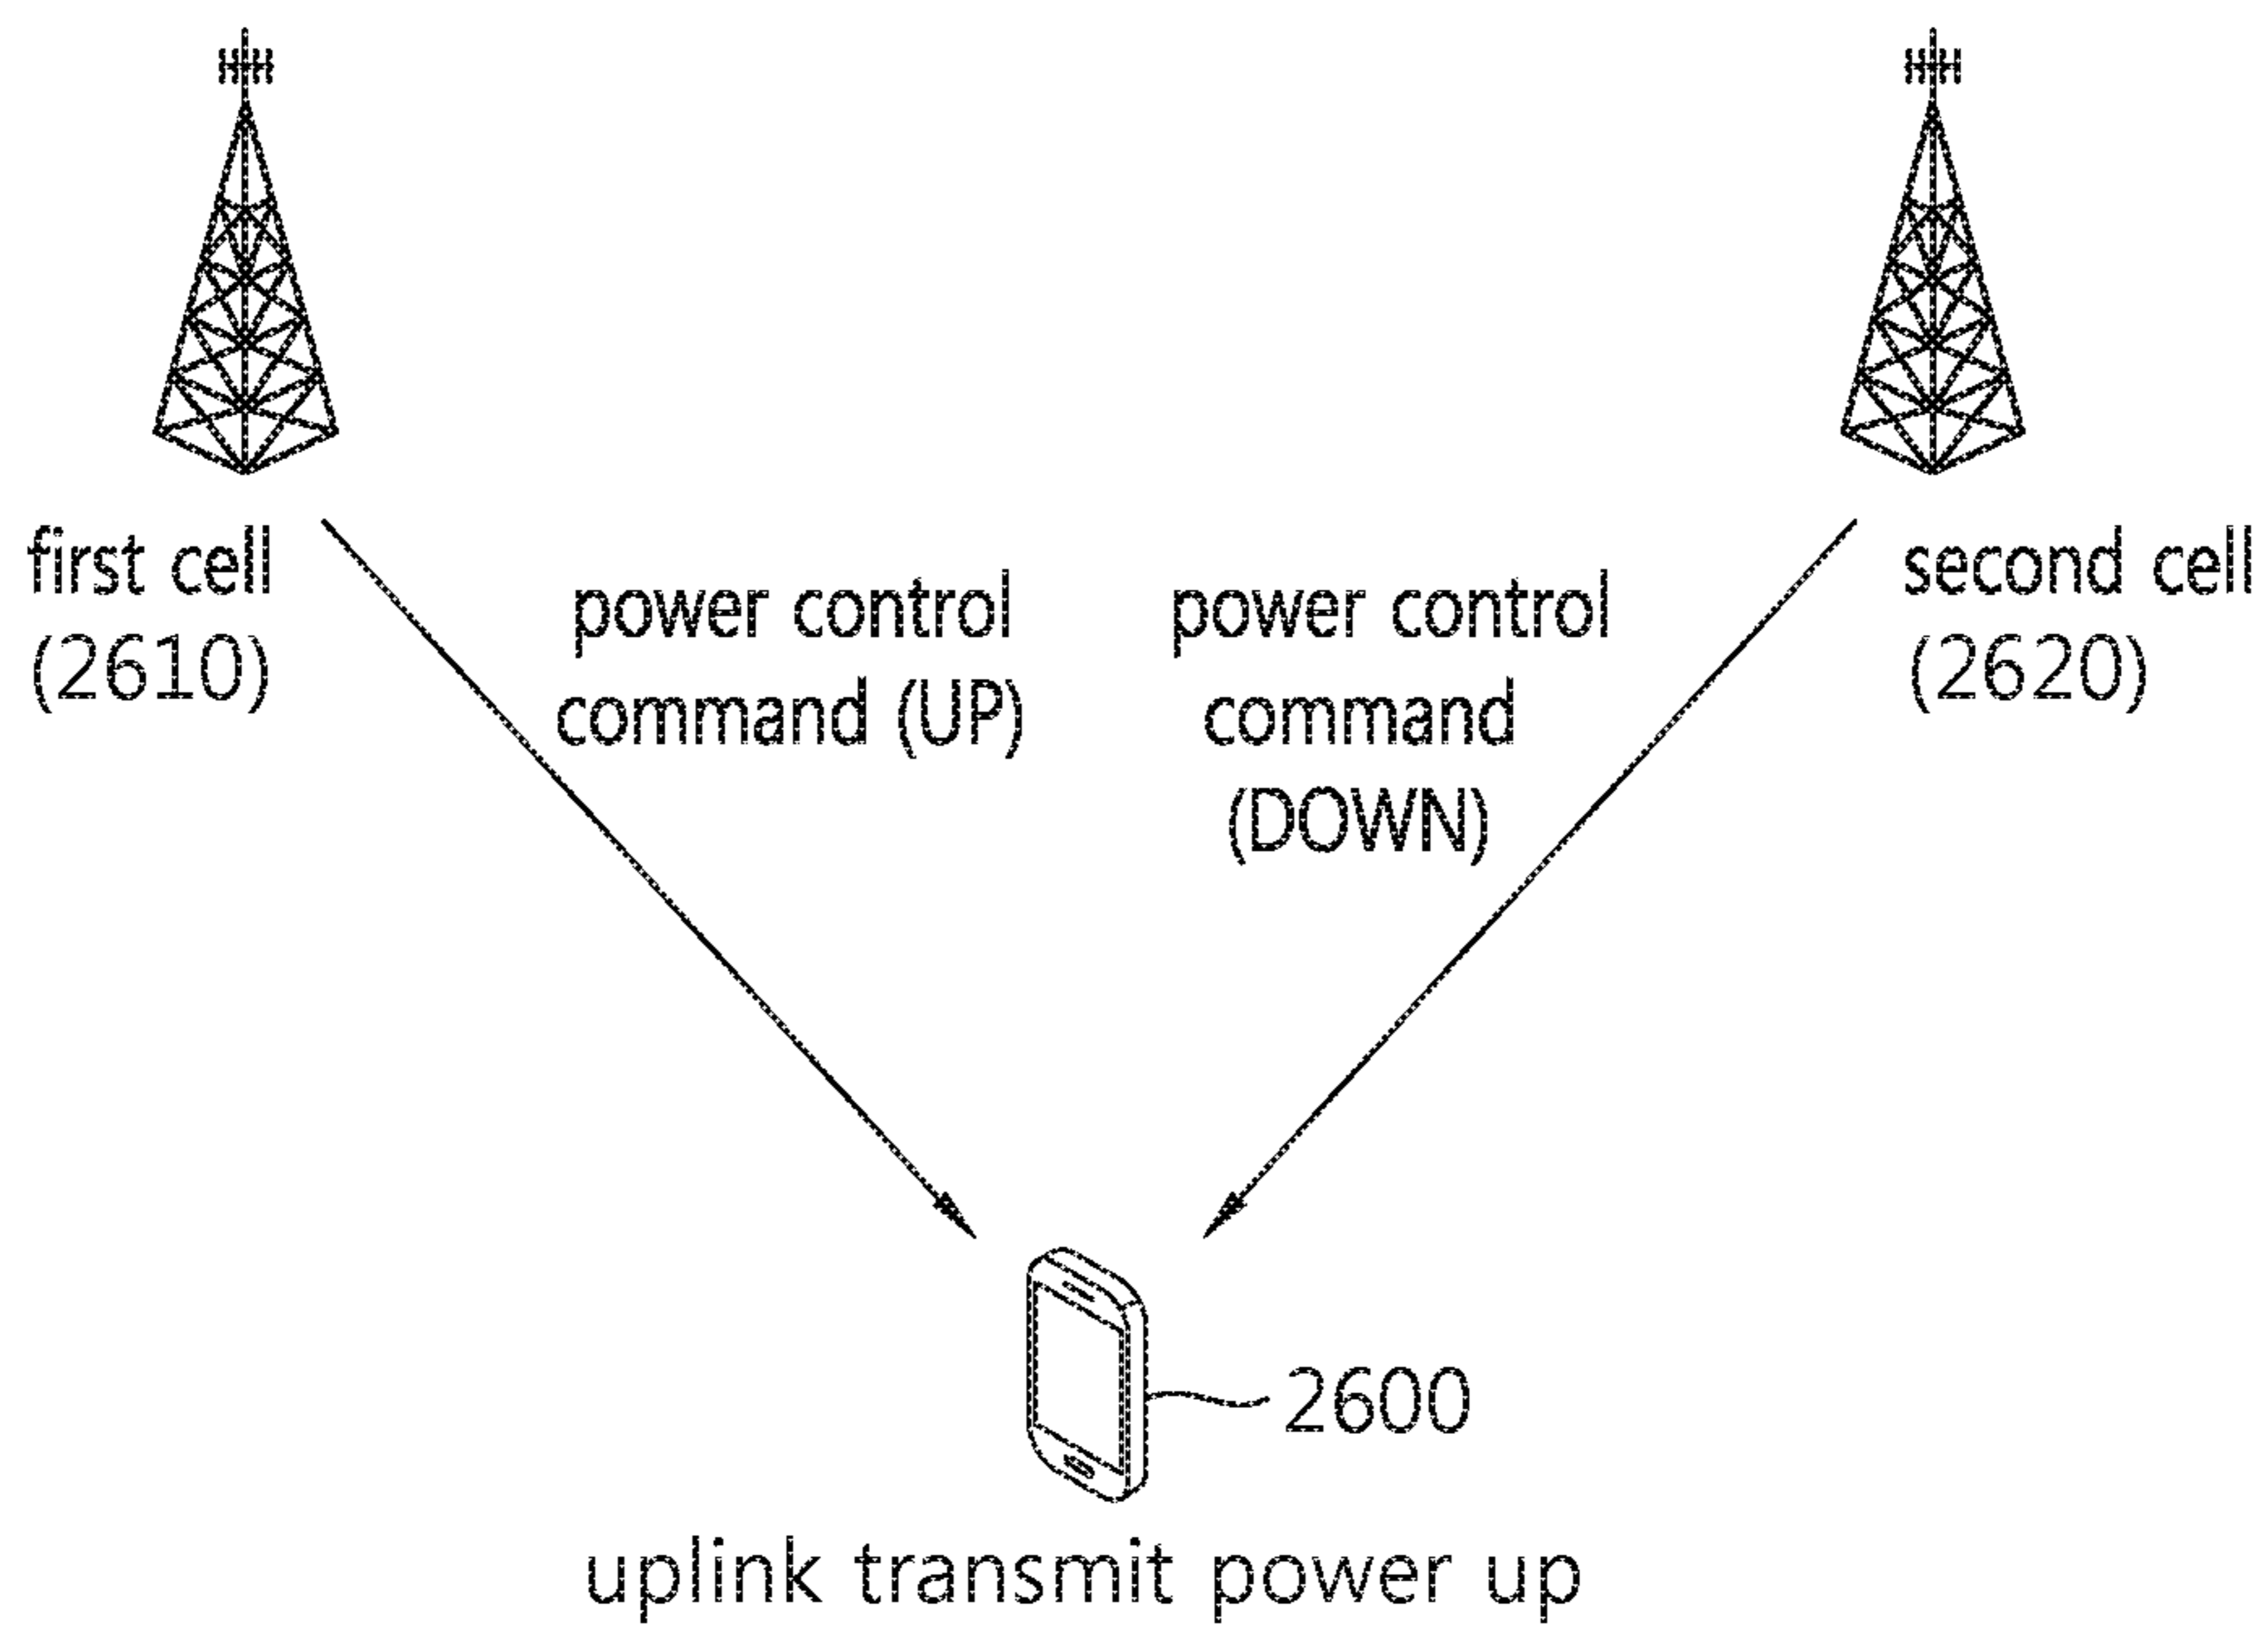 first cell
(2610)
power control
command (UP)
power control
command
(DOWN)
second cell
(2620)
2600
uplink transmit power up